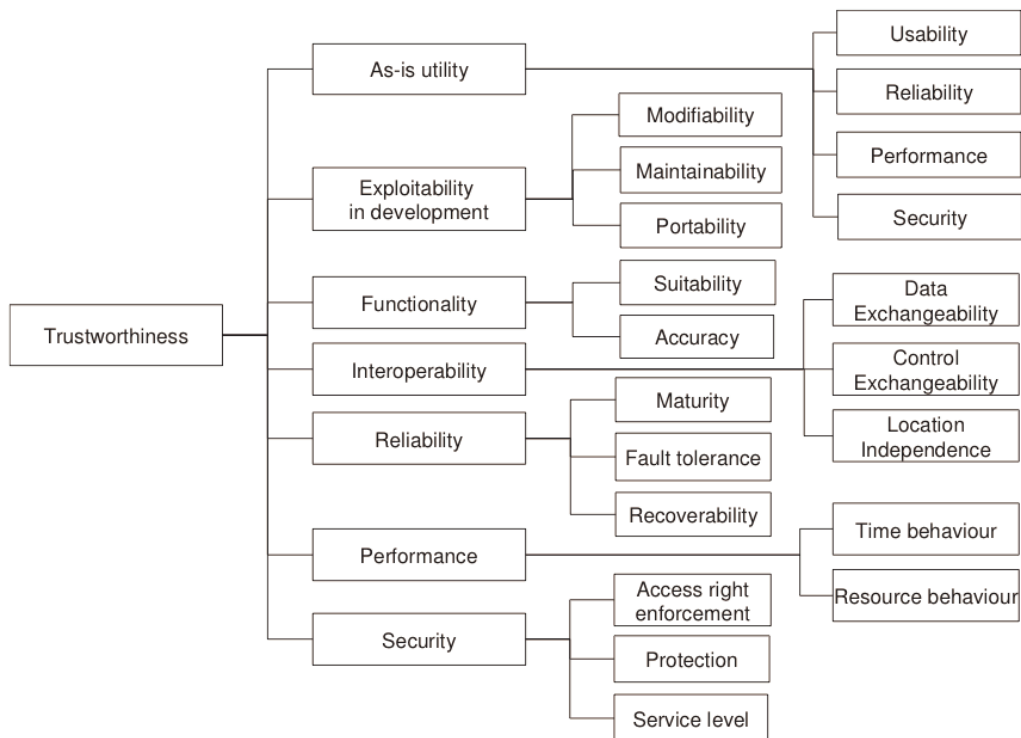 Trustworthiness
As-is utility
Usability
Reliability
Performance
Security
Exploitability
in development
Modifiability
Maintainability
Portability
Functionality
Suitability
Accuracy
Interoperability
Data
Exchangeability
Control
Exchangeability
Location
Independence
Reliability
Maturity
Fault tolerance
Recoverability
Performance
Time behaviour
Resource behaviour
Security
Access right
enforcement
Protection
Service level